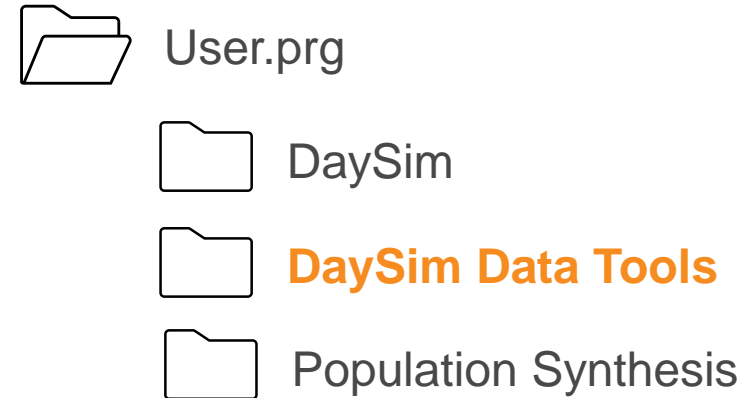 User.prg
DaySim
DaySim Data Tools
Population Synthesis